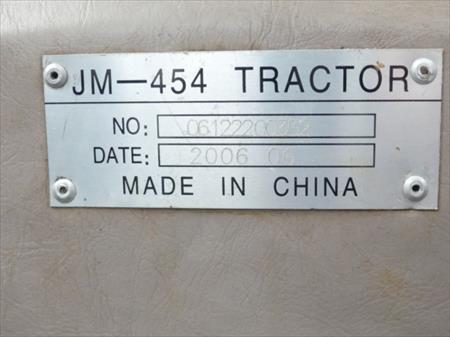 JM—454 TRACTOR
NO:
DATE: 2006 06
MADE IN CHINA